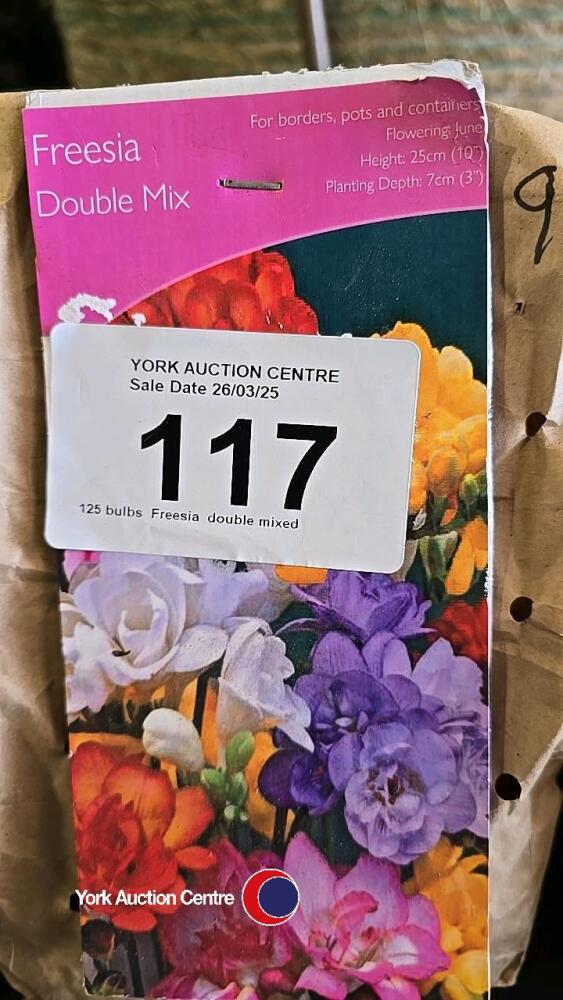 Freesia
Double Mix
For borders, pots and containers
Flowering: June
Height: 25cm (10")
Planting Depth: 7cm (3")
9
YORK AUCTION CENTRE
Sale Date 26/03/25
117
125 bulbs Freesia double mixed
York Auction Centre